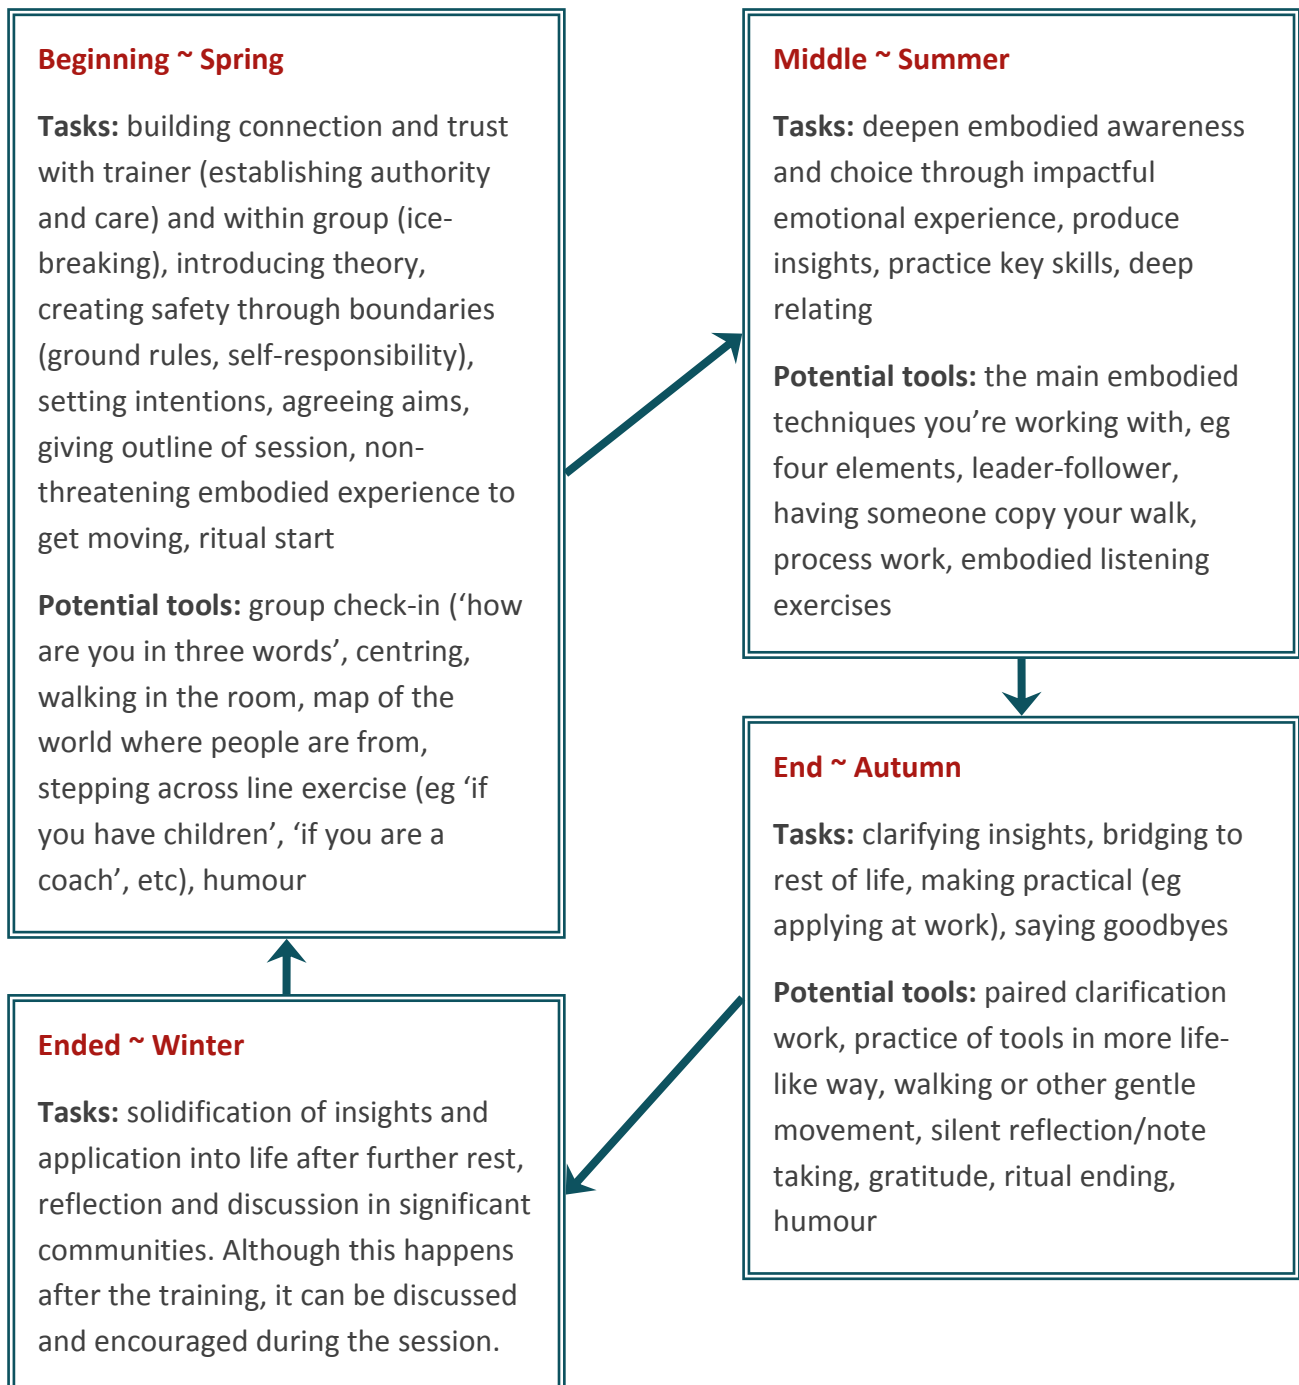 Beginning ~ Spring
Tasks: building connection and trust
with trainer (establishing authority
and care) and within group (ice-
breaking), introducing theory,
creating safety through boundaries
(ground rules, self-responsibility),
setting intentions, agreeing aims,
giving outline of session, non-
threatening embodied experience to
get moving, ritual start
Potential tools: group check-in (‘how
are you in three words’, centring,
walking in the room, map of the
world where people are from,
stepping across line exercise (eg ‘if
you have children’, ‘if you are a
coach’, etc), humour
Middle ~ Summer
Tasks: deepen embodied awareness
and choice through impactful
emotional experience, produce
insights, practice key skills, deep
relating
Potential tools: the main embodied
techniques you’re working with, eg
four elements, leader-follower,
having someone copy your walk,
process work, embodied listening
exercises
End ~ Autumn
Tasks: clarifying insights, bridging to
rest of life, making practical (eg
applying at work), saying goodbyes
Potential tools: paired clarification
work, practice of tools in more life-
like way, walking or other gentle
movement, silent reflection/note
taking, gratitude, ritual ending,
humour
Ended ~ Winter
Tasks: solidification of insights and
application into life after further rest,
reflection and discussion in significant
communities. Although this happens
after the training, it can be discussed
and encouraged during the session.